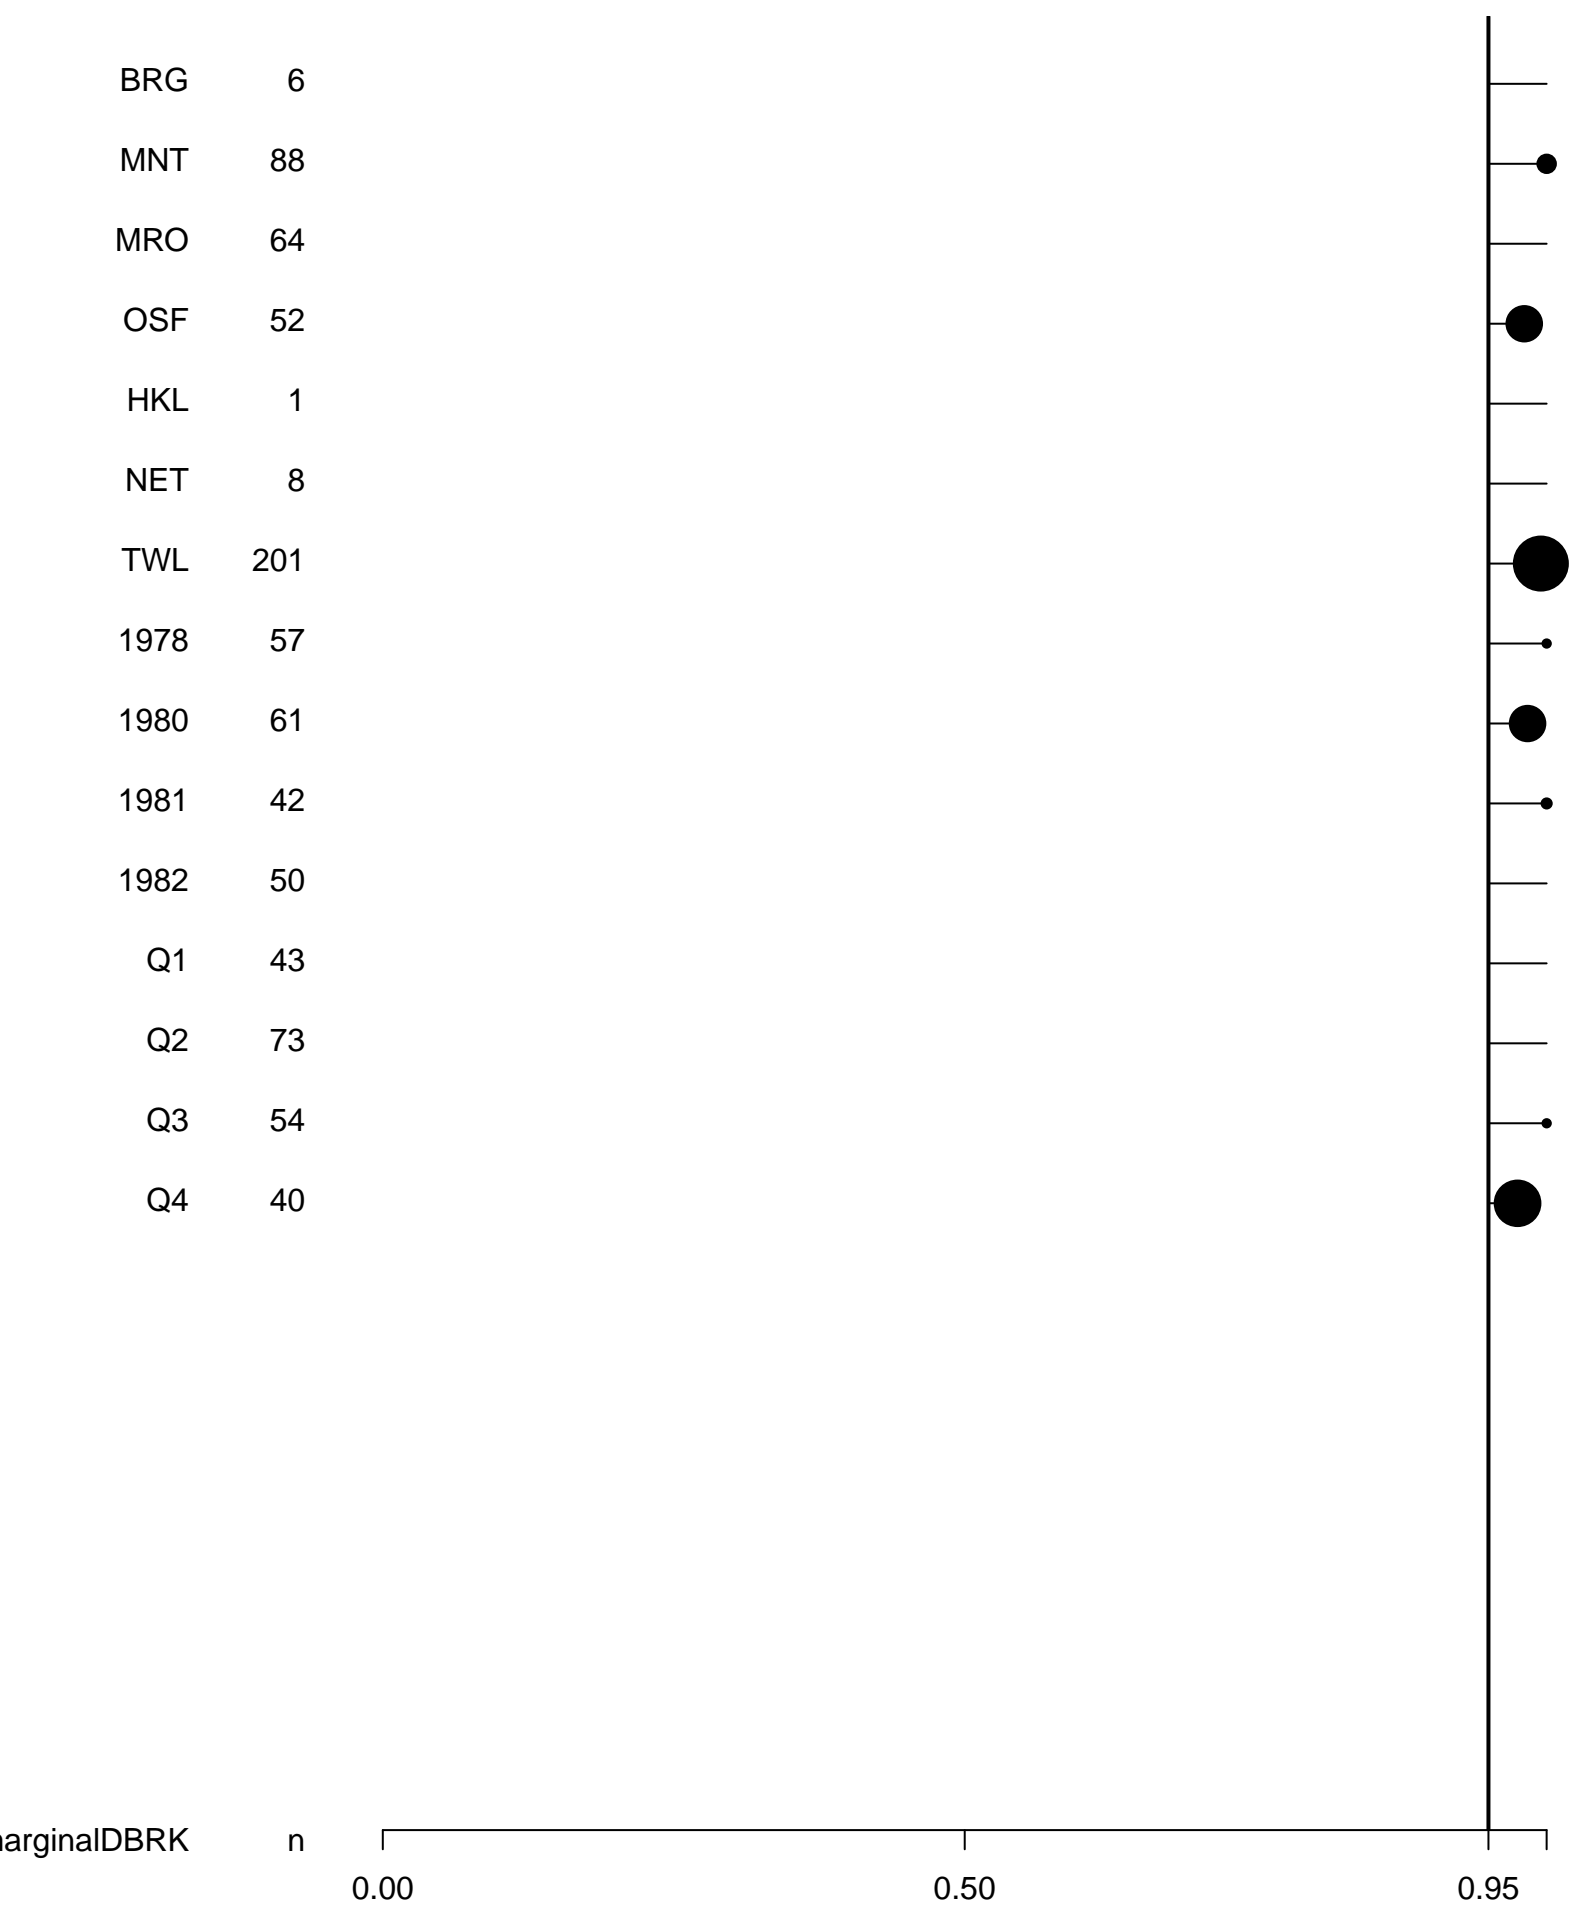 BRG 6
MNT 88
MRO 64
OSF 52
HKL 1
NET 8
TWL 201
1978 57
1980 61
1981 42
1982 50
Q1 43
Q2 73
Q3 54
Q4 40
arginalDBRK n
0.00 0.50 0.95